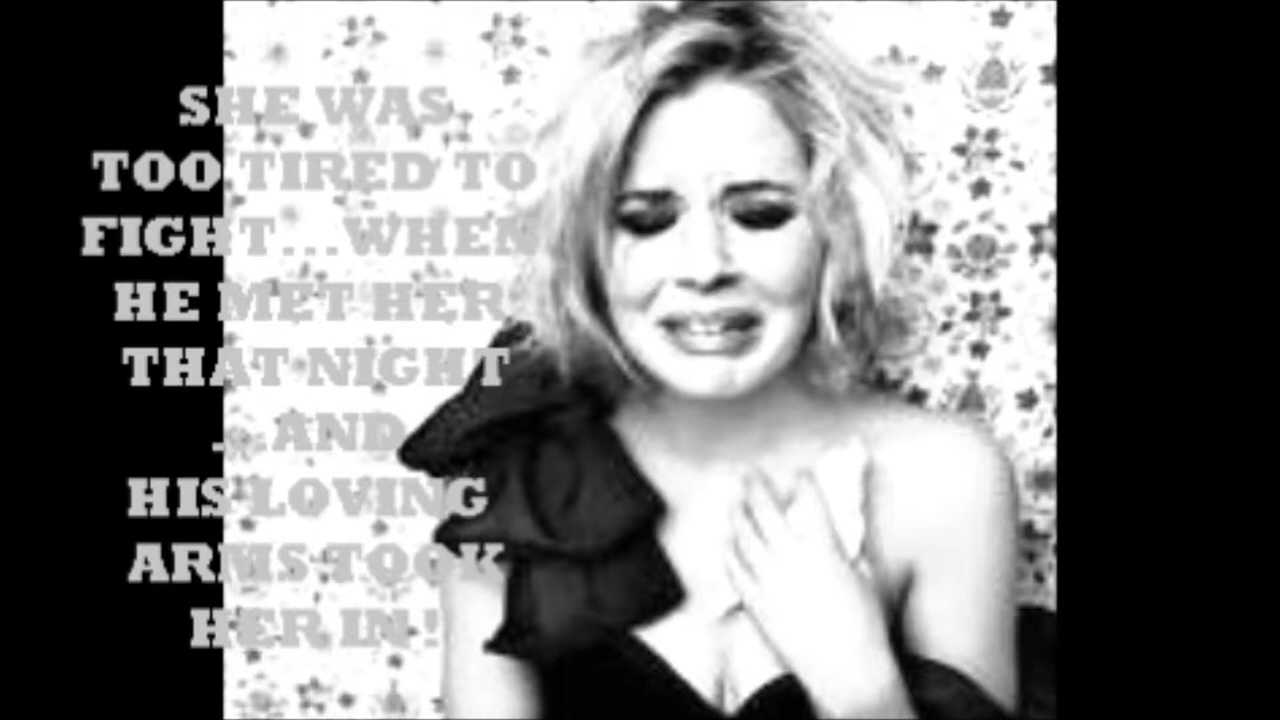 SHE WAS
TOO TIRED TO
FIGHT...WHEN
HE MET HER
THAT NIGHT
...AND
HIS LOVING
ARMS TOOK
HER IN!